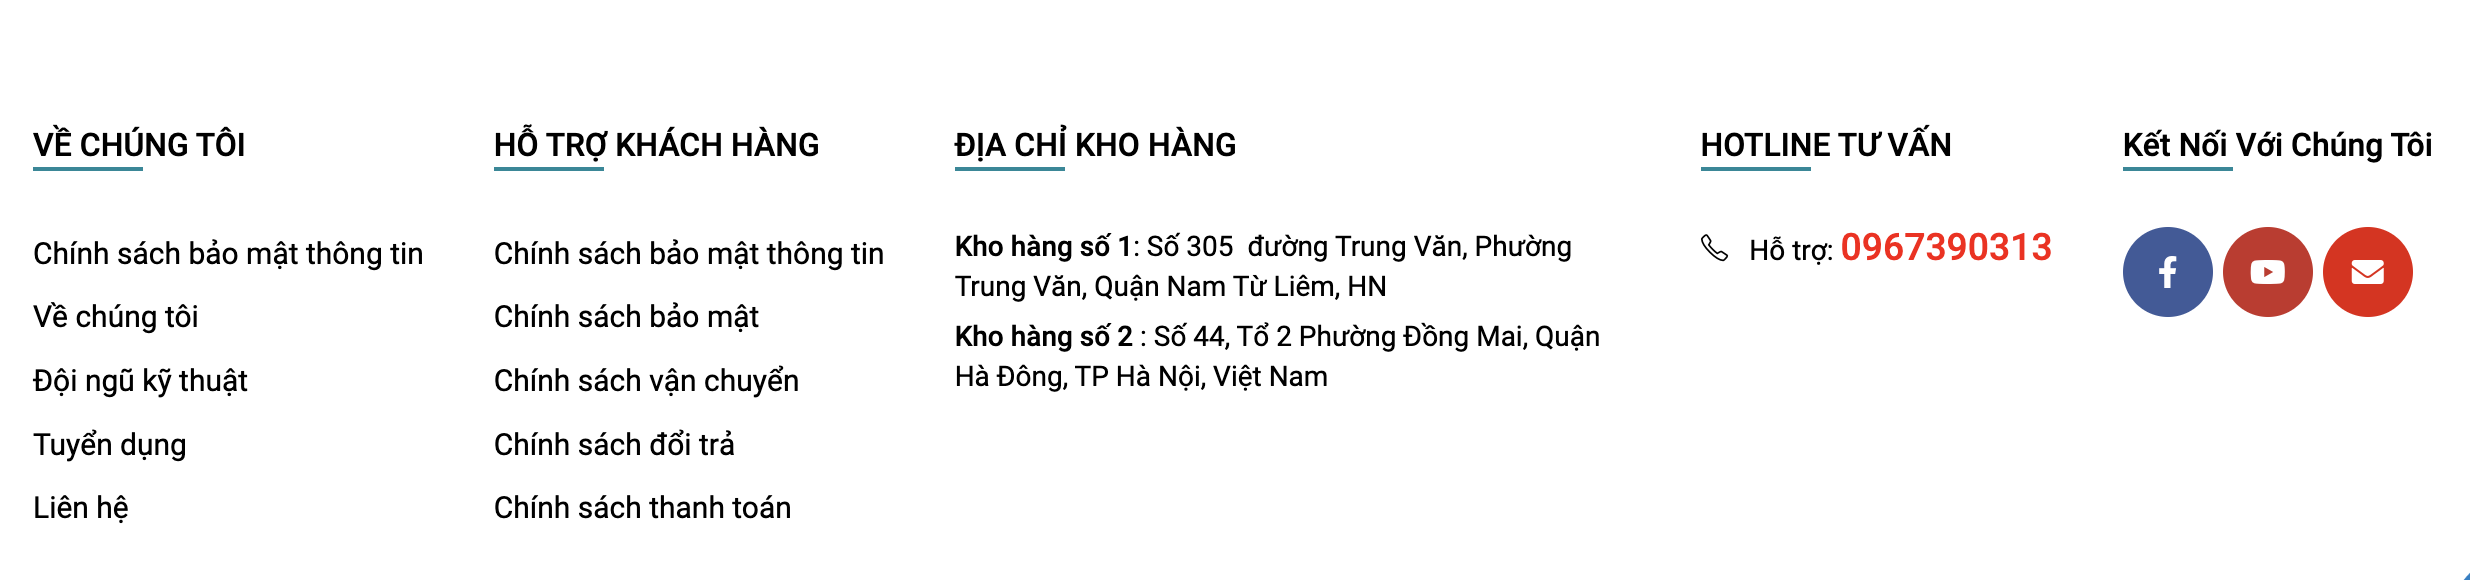 VỀ CHÚNG TÔI
Chính sách bảo mật thông tin
Về chúng tôi
Đội ngũ kỹ thuật
Tuyển dụng
Liên hệ
HỖ TRỢ KHÁCH HÀNG
Chính sách bảo mật thông tin
Chính sách bảo mật
Chính sách vận chuyển
Chính sách đổi trả
Chính sách thanh toán
ĐỊA CHỈ KHO HÀNG
Kho hàng số 1: Số 305  đường Trung Văn, Phường
Trung Văn, Quận Nam Từ Liêm, HN
Kho hàng số 2 : Số 44, Tổ 2 Phường Đồng Mai, Quận
Hà Đông, TP Hà Nội, Việt Nam
HOTLINE TƯ VẤN
Hỗ trợ: 0967390313
Kết Nối Với Chúng Tôi